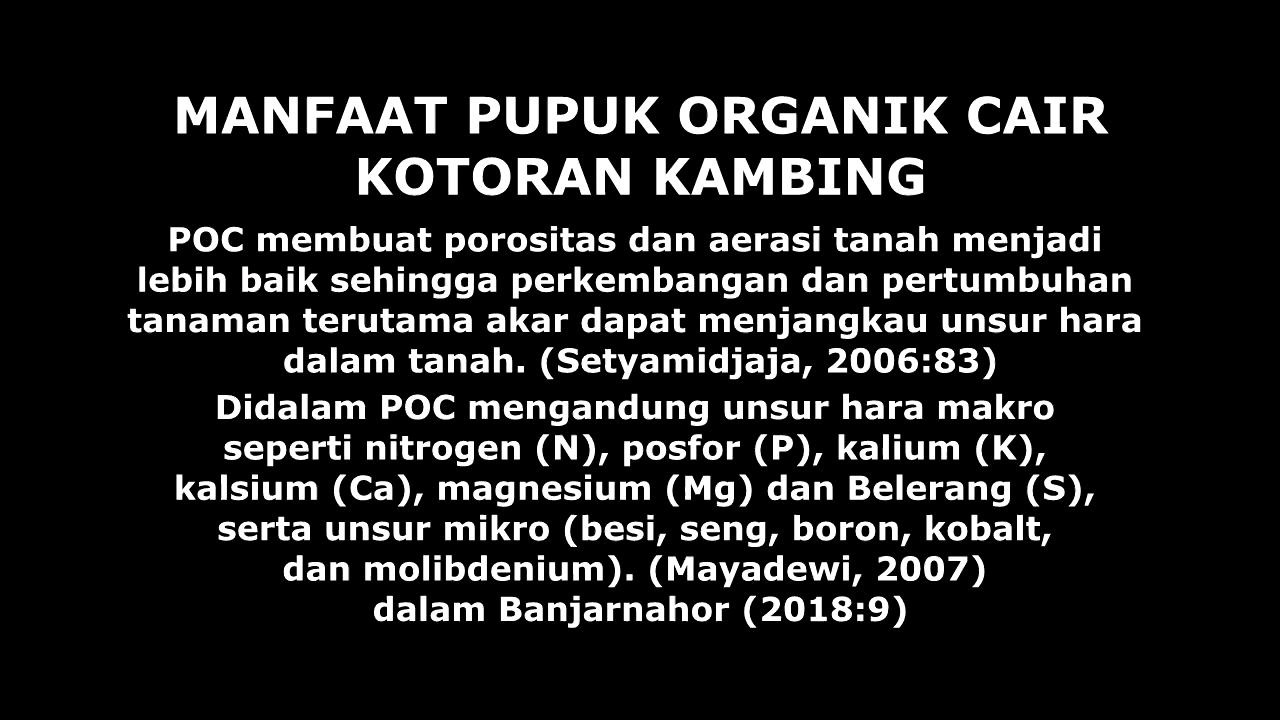 MANFAAT PUPUK ORGANIK CAIR
KOTORAN KAMBING
POC membuat porositas dan aerasi tanah menjadi
lebih baik sehingga perkembangan dan pertumbuhan
tanaman terutama akar dapat menjangkau unsur hara
dalam tanah. (Setyamidjaja, 2006:83)
Didalam POC mengandung unsur hara makro
seperti nitrogen (N), posfor (P), kalium (K),
kalsium (Ca), magnesium (Mg) dan Belerang (S),
serta unsur mikro (besi, seng, boron, kobalt,
dan molibdenium). (Mayadewi, 2007)
dalam Banjarnahor (2018:9)